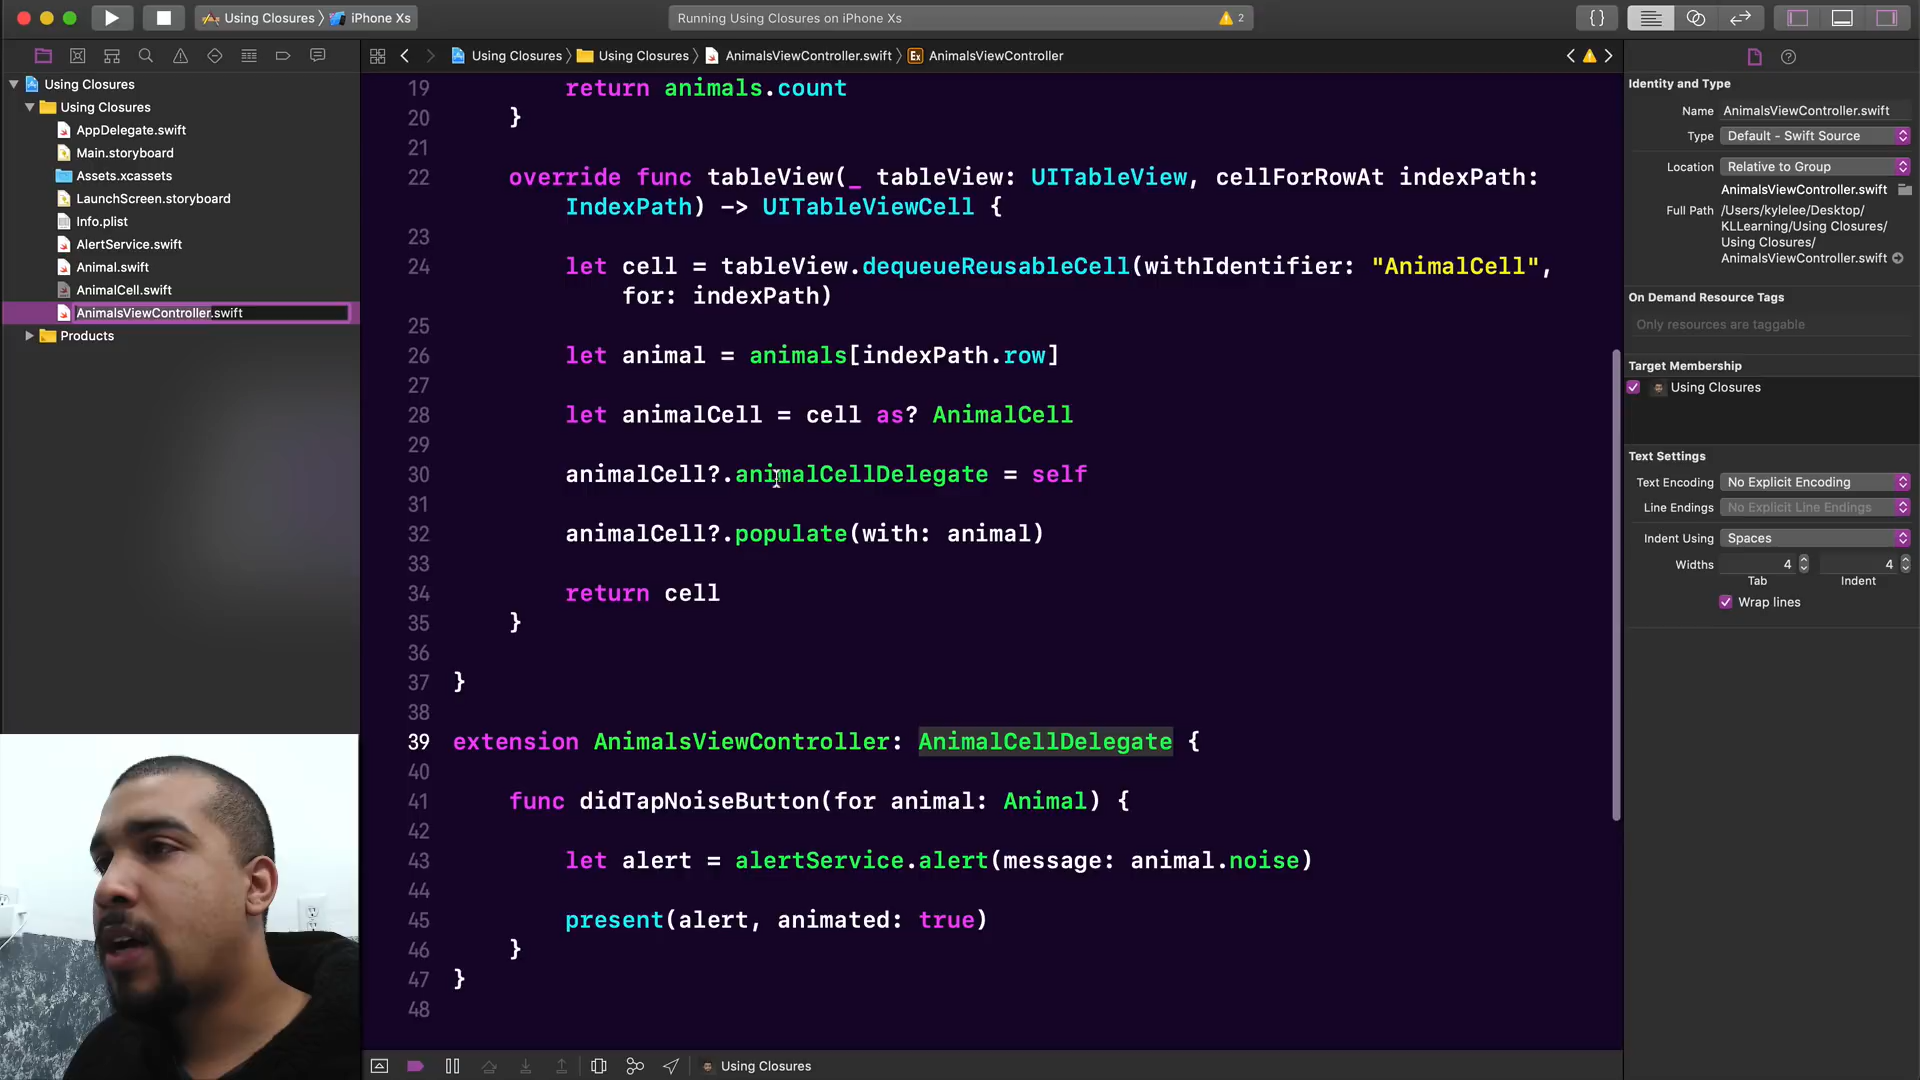 Using Closures 〉 iPhone Xs
Running Using Closures on iPhone Xs
2
Using Closures 〉 Using Closures 〉 AnimalsViewController.swift 〉 Ex AnimalsViewController
Using Closures
Using Closures
AppDelegate.swift
Main.storyboard
Assets.xcassets
LaunchScreen.storyboard
Info.plist
AlertService.swift
Animal.swift
AnimalCell.swift
AnimalsViewController.swift
Products
19 return animals.count
20 }
21
22 override func tableView(_ tableView: UITableView, cellForRowAt indexPath:
IndexPath) -> UITableViewCell {
23
24 let cell = tableView.dequeueReusableCell(withIdentifier: "AnimalCell",
for: indexPath)
25
26 let animal = animals[indexPath.row]
27
28 let animalCell = cell as? AnimalCell
29
30 animalCell?.animalCellDelegate = self
31
32 animalCell?.populate(with: animal)
33
34 return cell
35 }
36
37 }
38
39 extension AnimalsViewController: AnimalCellDelegate {
40
41 func didTapNoiseButton(for animal: Animal) {
42
43 let alert = alertService.alert(message: animal.noise)
44
45 present(alert, animated: true)
46 }
47 }
48
Using Closures
Identity and Type
Name AnimalsViewController.swift
Type Default - Swift Source
Location Relative to Group
AnimalsViewController.swift
Full Path /Users/kylelee/Desktop/
KLLearning/Using Closures/
Using Closures/
AnimalsViewController.swift
On Demand Resource Tags
Only resources are taggable
Target Membership
Using Closures
Text Settings
Text Encoding No Explicit Encoding
Line Endings No Explicit Line Endings
Indent Using Spaces
Widths 4 4
Tab Indent
Wrap lines